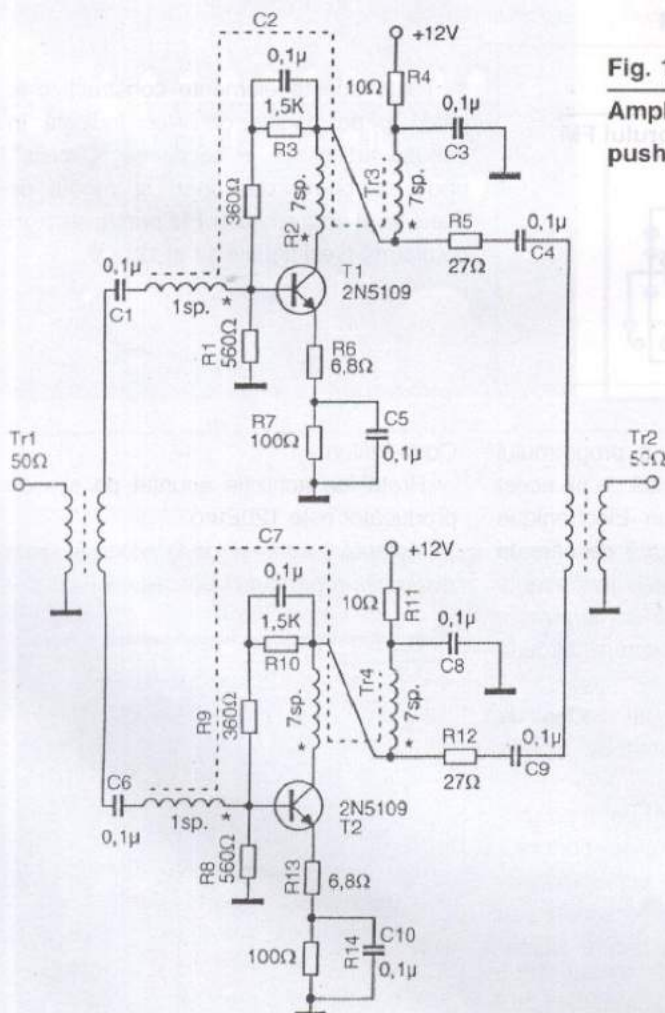 C2
+12V
0,1µ
R4
10Ω
Fig. 1
Ampl
push
1,5K
R3
0,1µ
C3
360Ω
R2
7sp.
*
Tr3
7sp.
*
R5
27Ω
0,1µ
C4
0,1µ
C1
1sp.
*
T1
2N5109
R1
560Ω
R6
6,8Ω
R7
100Ω
C5
0,1µ
Tr1
50Ω
Tr2
50Ω
C7
+12V
0,1µ
10Ω
R11
1,5K
R10
0,1µ
C8
R9
360Ω
7sp.
*
Tr4
7sp.
*
R12
27Ω
0,1µ
C9
C6
0,1µ
1sp.
*
2N5109
T2
R8
560Ω
R13
6,8Ω
100Ω
R14
C10
0,1µ